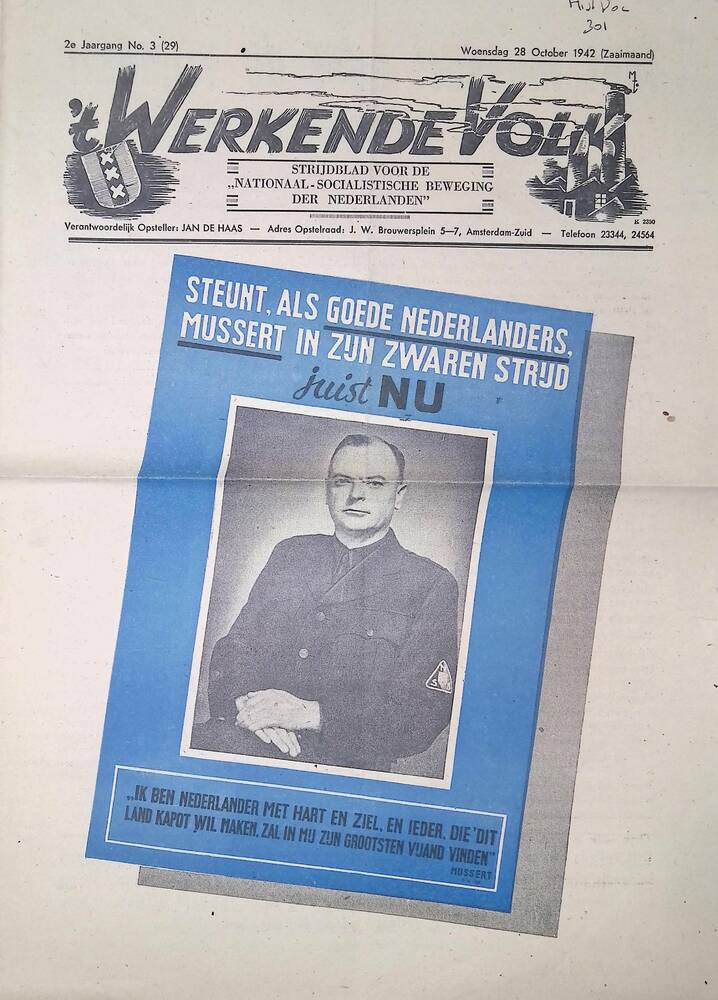 Hist Doc
301
2e Jaargang No. 3 (29)
Woensdag 28 October 1942 (Zaaimaand)
't WERKENDE VOLK
STRIJDBLAD VOOR DE
„NATIONAAL-SOCIALISTISCHE BEWEGING
DER NEDERLANDEN”
K 2350
Verantwoordelijk Opsteller: JAN DE HAAS — Adres Opstelraad: J. W. Brouwersplein 5—7, Amsterdam-Zuid — Telefoon 23344, 24564
STEUNT, ALS GOEDE NEDERLANDERS,
MUSSERT IN ZIJN ZWAREN STRIJD
juist NU
„IK BEN NEDERLANDER MET HART EN ZIEL, EN IEDER, DIE 'DIT
LAND KAPOT WIL MAKEN, ZAL IN MIJ ZIJN GROOTSTEN VIJAND VINDEN”
MUSSERT